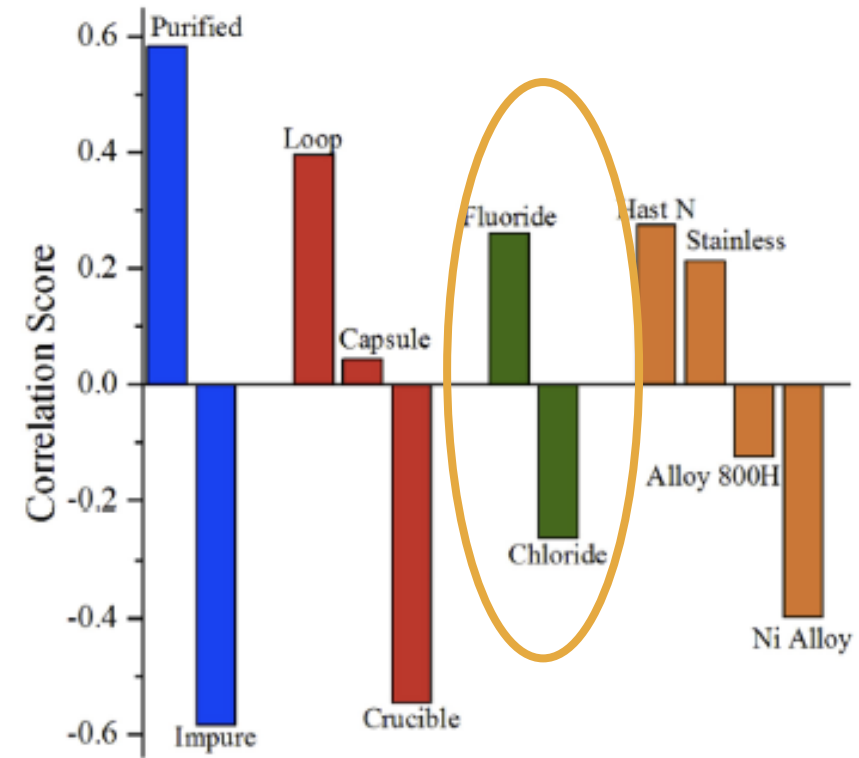 Correlation Score
0.6
0.4
0.2
0.0
-0.2
-0.4
-0.6
Purified
Impure
Loop
Capsule
Crucible
Fluoride
Chloride
Hast N
Stainless
Alloy 800H
Ni Alloy